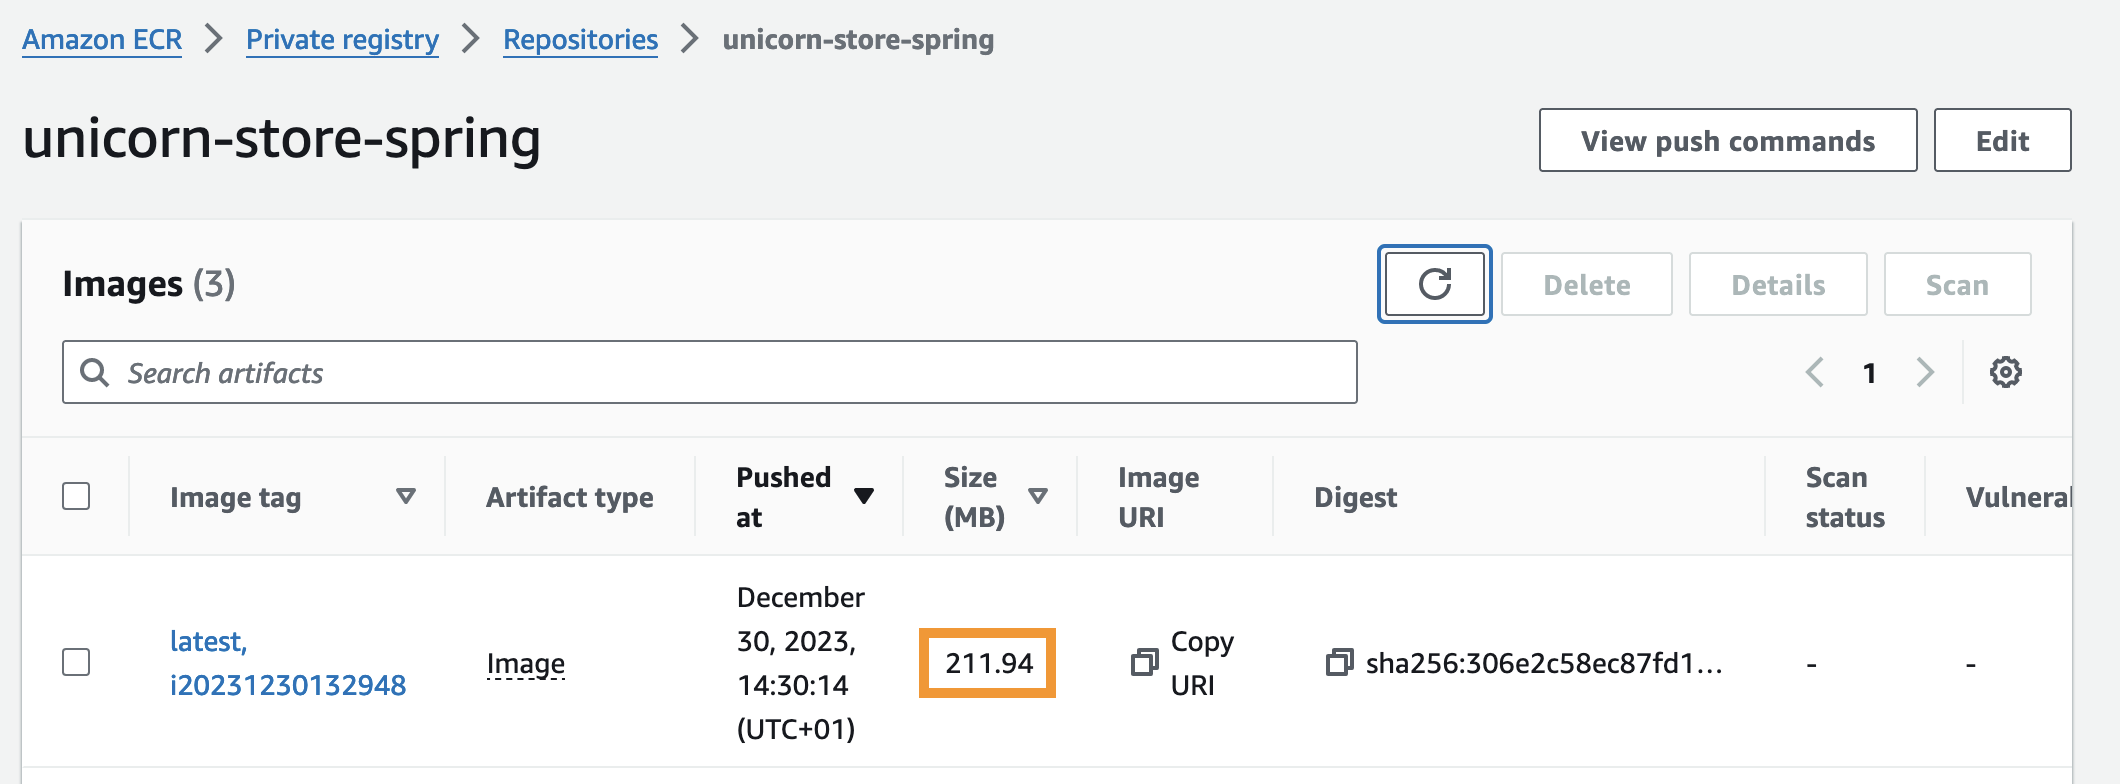 Amazon ECR > Private registry > Repositories > unicorn-store-spring
unicorn-store-spring
View push commands
Edit
Images (3)
Delete
Details
Scan
Search artifacts
1
Image tag
Artifact type
Pushed
at
Size
(MB)
Image
URI
Digest
Scan
status
Vulneral
latest,
i20231230132948
Image
December
30, 2023,
14:30:14
(UTC+01)
211.94
Copy
URI
sha256:306e2c58ec87fd1...
-
-